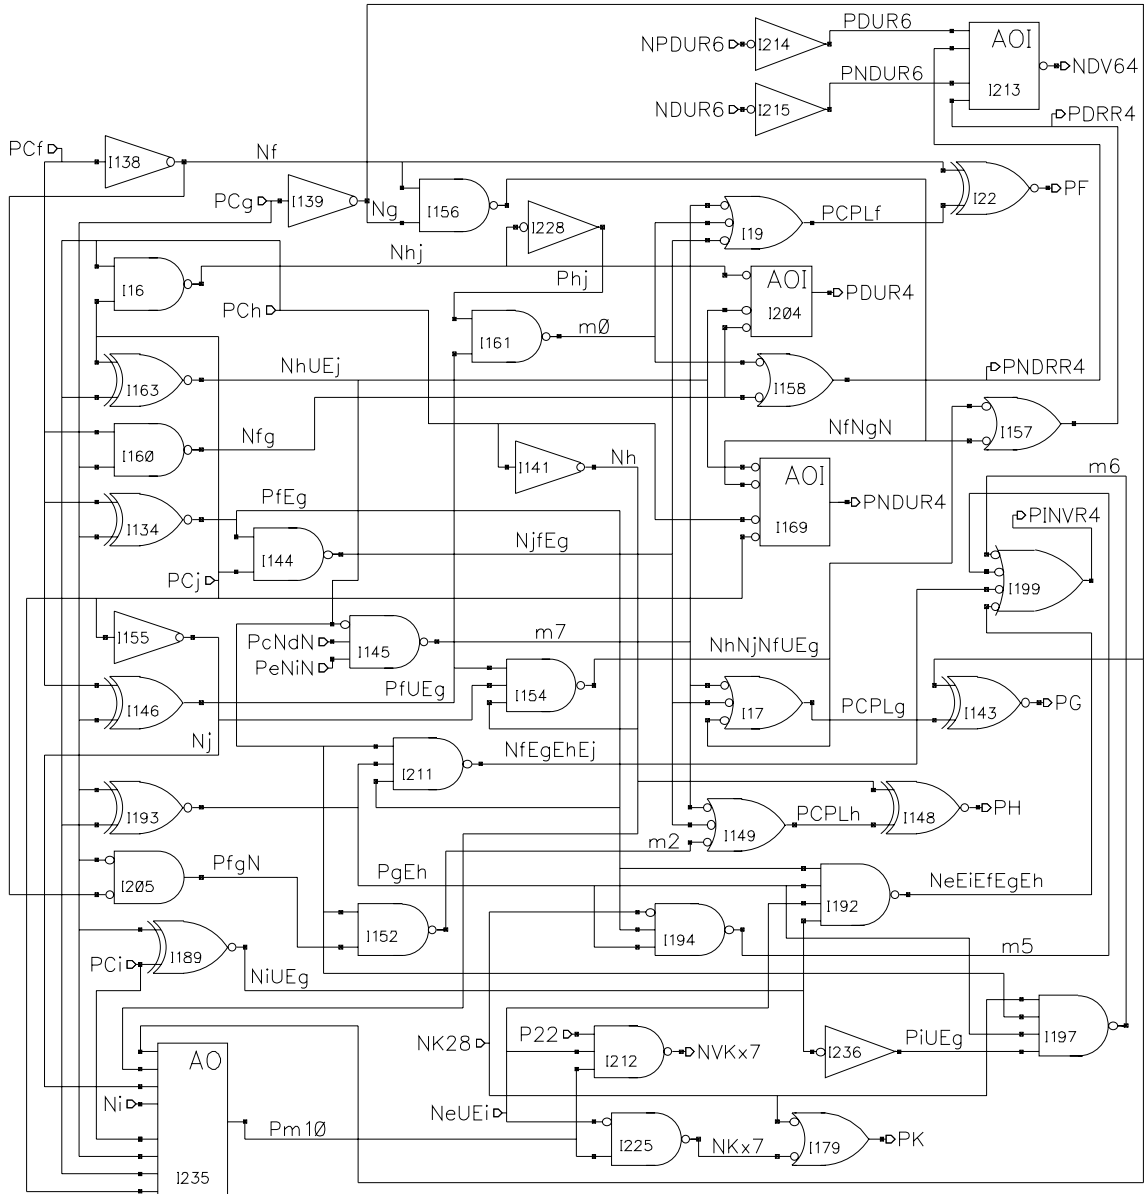 PDUR6
NPDUR6 I214 AOI
NDV64
PNDUR6 I213
NDUR6 I215
PDRR4
PCf I138 Nf
PCg I139 Ng I156 I22 PF
I19 PCPLf
I228
Nhj
I16 Phj AOI
PCh I204 PDUR4
I161 mØ
I163 NhUEj I158 PNDRR4
Nfg NfNgN I157
I16Ø
I141 Nh AOI m6
PfEg
I134 PNDUR4
I169 PINVR4
I144 NjfEg
PCj I199
I155 PcNdN m7 NhNjNfUEg
I145
PeNiN
I146 PfUEg I154 I17 PCPLg I143 PG
Nj
NfEgEhEj
I211
I193 I148 PH
PCPLh
m2 I149
PfgN PgEh
I205 NeEiEfEgEh
I192
I152 I194
I189 m5
PCi
NiUEg
NK28 P22 I197
I212 NVKx7 I236 PiUEg
AO
Ni NeUEi
Pm1Ø
I225 NKx7 I179 PK
I235